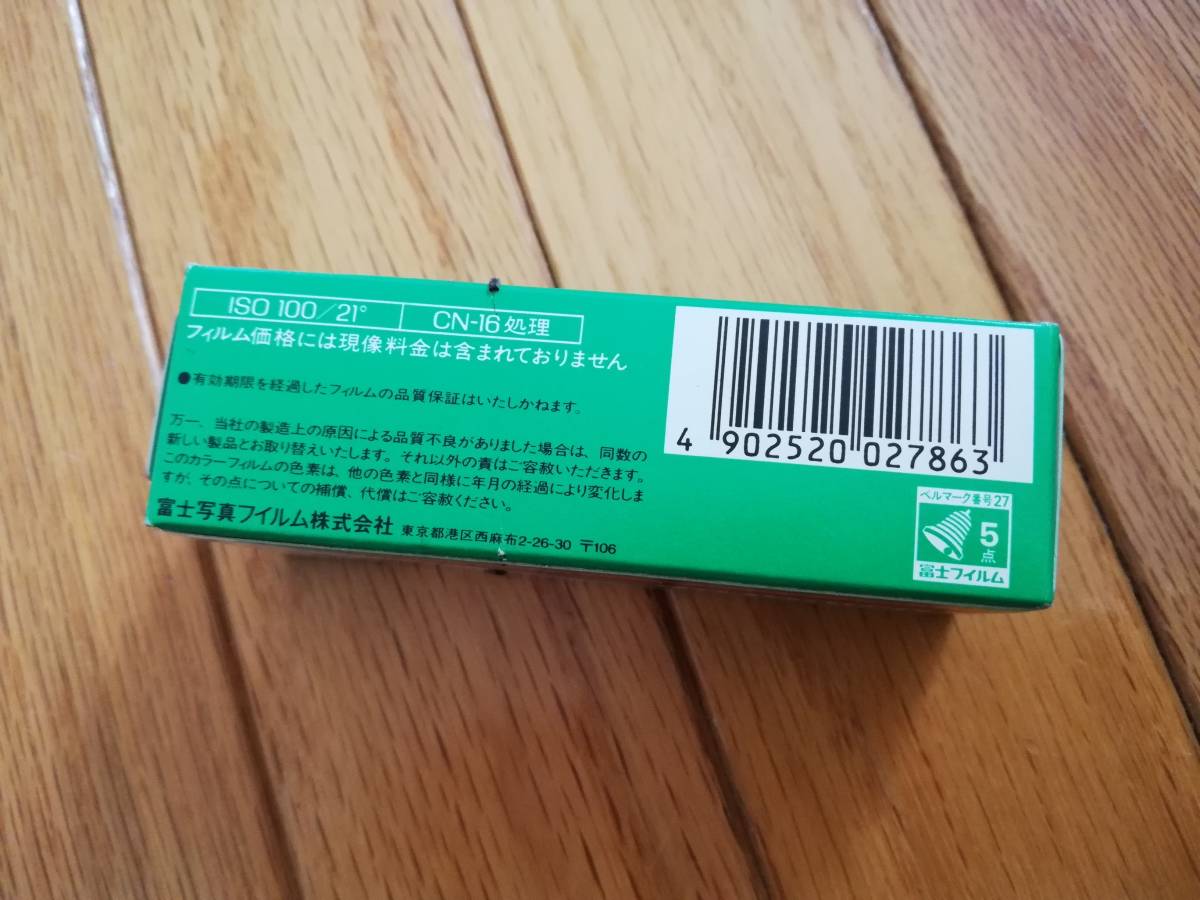 ISO 100/21° CN-16処理
フィルム価格には現像料金は含まれておりません
●有効期限を経過したフィルムの品質保証はいたしかねます。
万一、当社の製造上の原因による品質不良がありました場合は、同数の
新しい製品とお取り替えいたします。それ以外の責はご容赦いただきます。
このカラーフィルムの色素は、他の色素と同様に年月の経過により変化しま
すが、その点についての補償、代償はご容赦ください。
富士写真フイルム株式会社 東京都港区西麻布2-26-30 〒106
4 902520 027863
ベルマーク番号27
5
点
富士フイルム